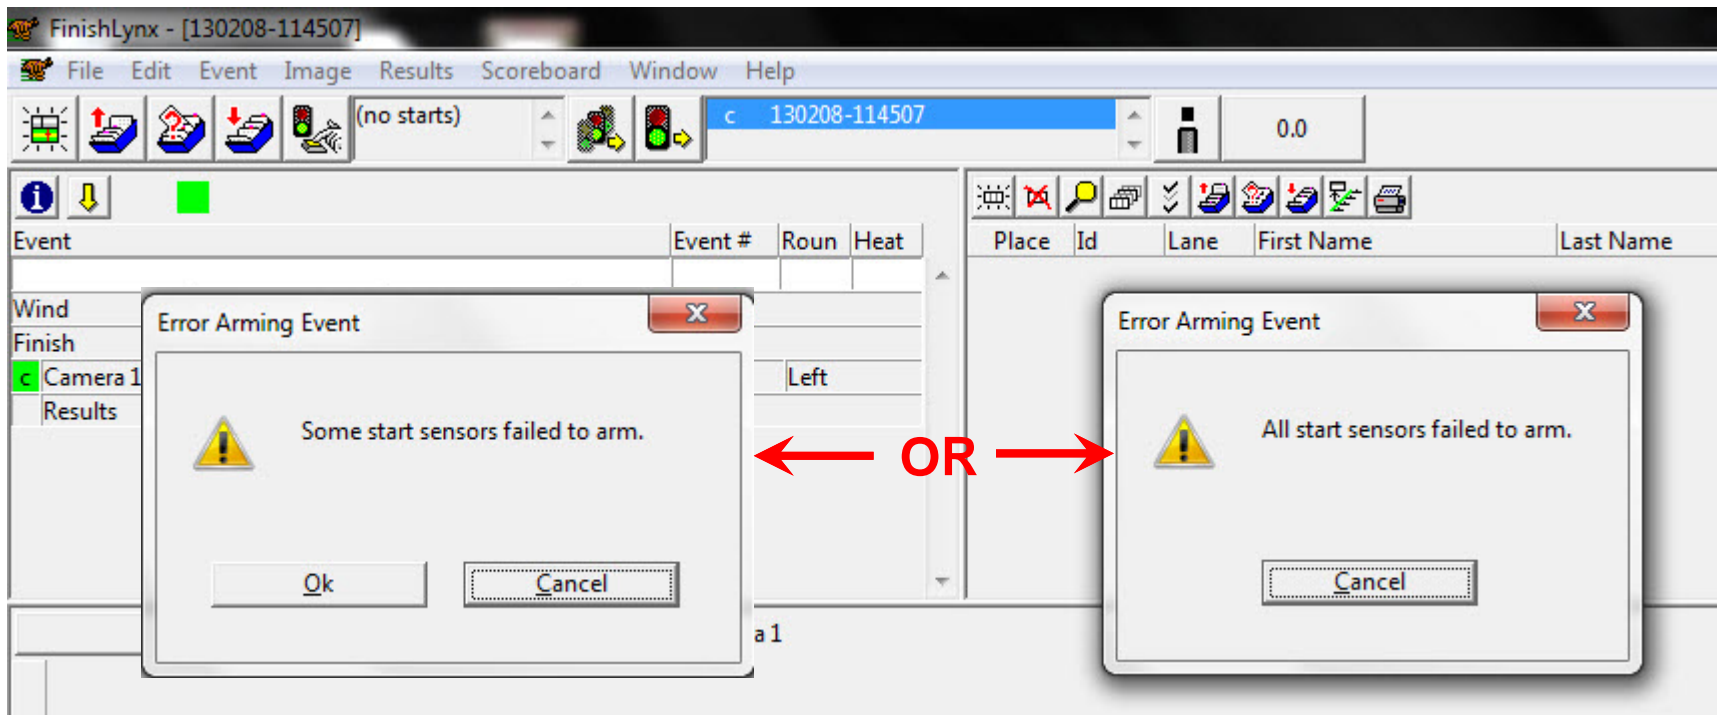 FinishLynx - [130208-114507]
File Edit Event Image Results Scoreboard Window Help
(no starts)
c 130208-114507
0.0
Event Event # Roun Heat
Place Id Lane First Name Last Name
Wind
Finish
c Camera 1 Left
Results
Error Arming Event
Some start sensors failed to arm.
Ok Cancel
OR
Error Arming Event
All start sensors failed to arm.
Cancel
a 1